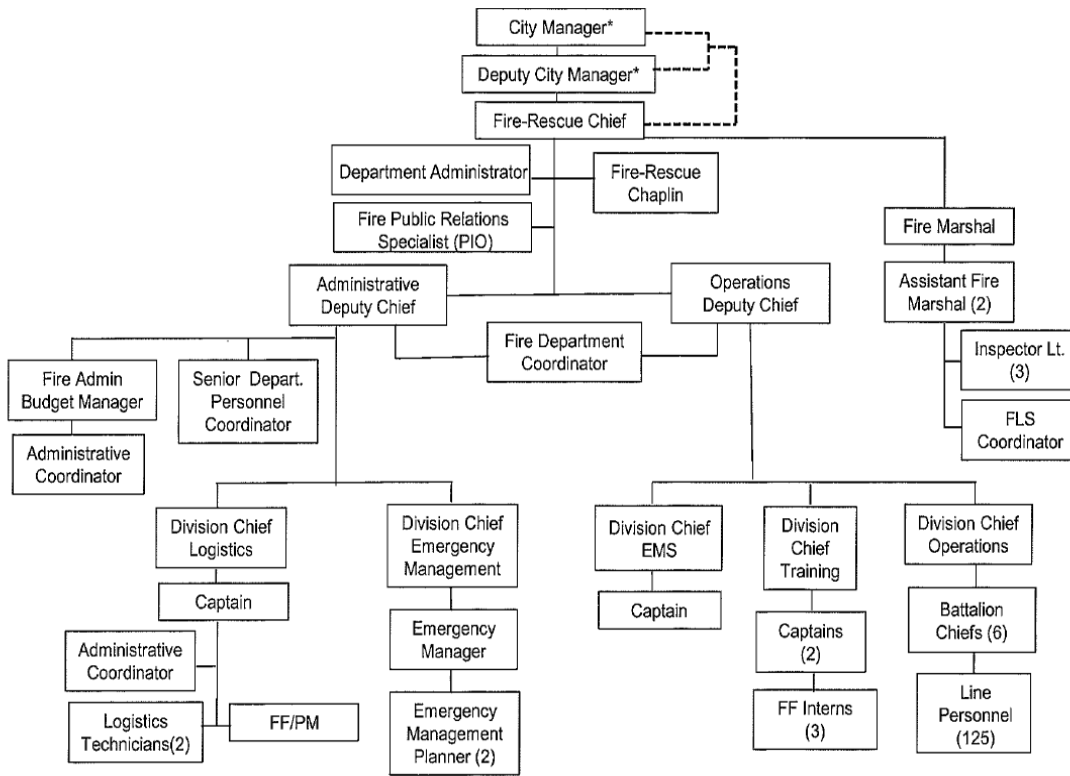 City Manager*
Deputy City Manager*
Fire-Rescue Chief
Department Administrator
Fire-Rescue
Chaplin
Fire Public Relations
Specialist (PIO)
Fire Marshal
Administrative
Deputy Chief
Operations
Deputy Chief
Assistant Fire
Marshal (2)
Fire Department
Coordinator
Inspector Lt.
(3)
Fire Admin
Budget Manager
Senior Depart.
Personnel
Coordinator
FLS
Coordinator
Administrative
Coordinator
Division Chief
Logistics
Division Chief
Emergency
Management
Division Chief
EMS
Division
Chief
Training
Division Chief
Operations
Captain
Captain
Battalion
Chiefs (6)
Emergency
Manager
Captains
(2)
Administrative
Coordinator
Logistics
Technicians(2)
FF/PM
Emergency
Management
Planner (2)
FF Interns
(3)
Line
Personnel
(125)